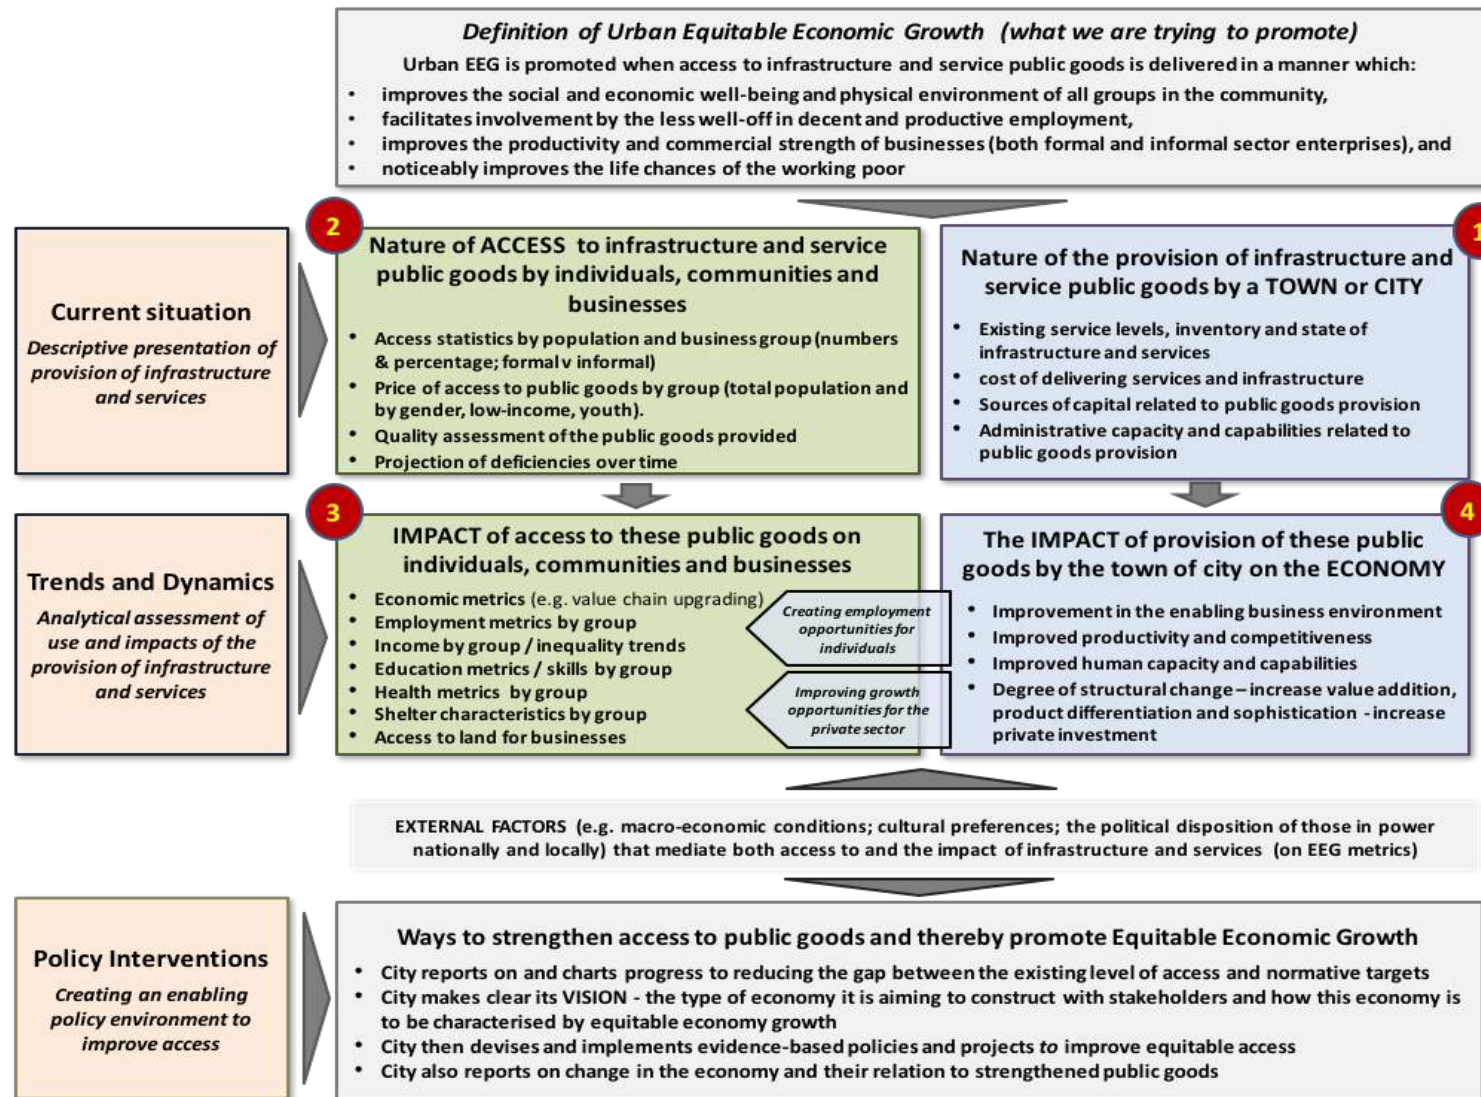 Definition of Urban Equitable Economic Growth (what we are trying to promote)
Urban EEG is promoted when access to infrastructure and service public goods is delivered in a manner which:
• improves the social and economic well-being and physical environment of all groups in the community,
• facilitates involvement by the less well-off in decent and productive employment,
• improves the productivity and commercial strength of businesses (both formal and informal sector enterprises), and
• noticeably improves the life chances of the working poor
Current situation
Descriptive presentation of
provision of infrastructure
and services
2
Nature of ACCESS to infrastructure and service
public goods by individuals, communities and
businesses
• Access statistics by population and business group (numbers
& percentage; formal v informal)
• Price of access to public goods by group (total population and
by gender, low-income, youth).
• Quality assessment of the public goods provided
• Projection of deficiencies over time
1
Nature of the provision of infrastructure and
service public goods by a TOWN or CITY
• Existing service levels, inventory and state of
infrastructure and services
• cost of delivering services and infrastructure
• Sources of capital related to public goods provision
• Administrative capacity and capabilities related to
public goods provision
Trends and Dynamics
Analytical assessment of
use and impacts of the
provision of infrastructure
and services
3
IMPACT of access to these public goods on
individuals, communities and businesses
• Economic metrics (e.g. value chain upgrading)
• Employment metrics by group
• Income by group / inequality trends
• Education metrics / skills by group
• Health metrics by group
• Shelter characteristics by group
• Access to land for businesses
Creating employment
opportunities for
individuals
Improving growth
opportunities for the
private sector
4
The IMPACT of provision of these public
goods by the town of city on the ECONOMY
• Improvement in the enabling business environment
• Improved productivity and competitiveness
• Improved human capacity and capabilities
• Degree of structural change – increase value addition,
product differentiation and sophistication - increase
private investment
EXTERNAL FACTORS (e.g. macro-economic conditions; cultural preferences; the political disposition of those in power
nationally and locally) that mediate both access to and the impact of infrastructure and services (on EEG metrics)
Policy Interventions
Creating an enabling
policy environment to
improve access
Ways to strengthen access to public goods and thereby promote Equitable Economic Growth
• City reports on and charts progress to reducing the gap between the existing level of access and normative targets
• City makes clear its VISION - the type of economy it is aiming to construct with stakeholders and how this economy is
to be characterised by equitable economy growth
• City then devises and implements evidence-based policies and projects to improve equitable access
• City also reports on change in the economy and their relation to strengthened public goods